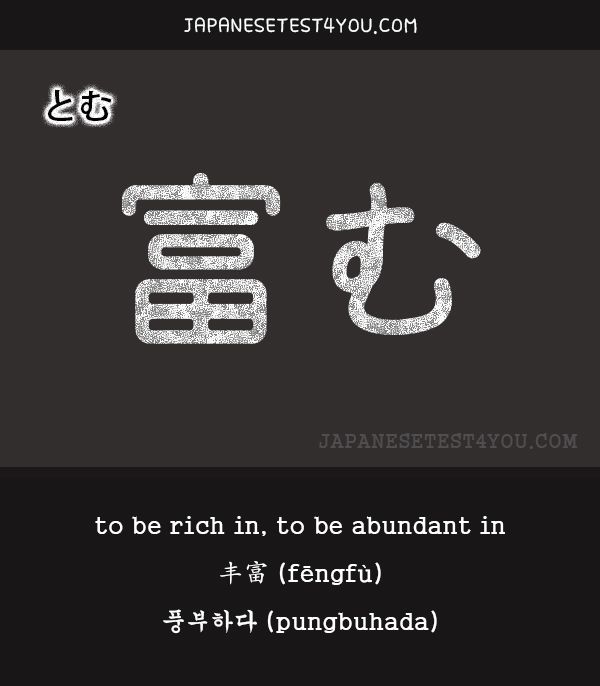 JAPANESETEST4YOU.COM
とむ
富む
JAPANESETEST4YOU.COM
to be rich in, to be abundant in
丰富 (fēngfù)
풍부하다 (pungbuhada)